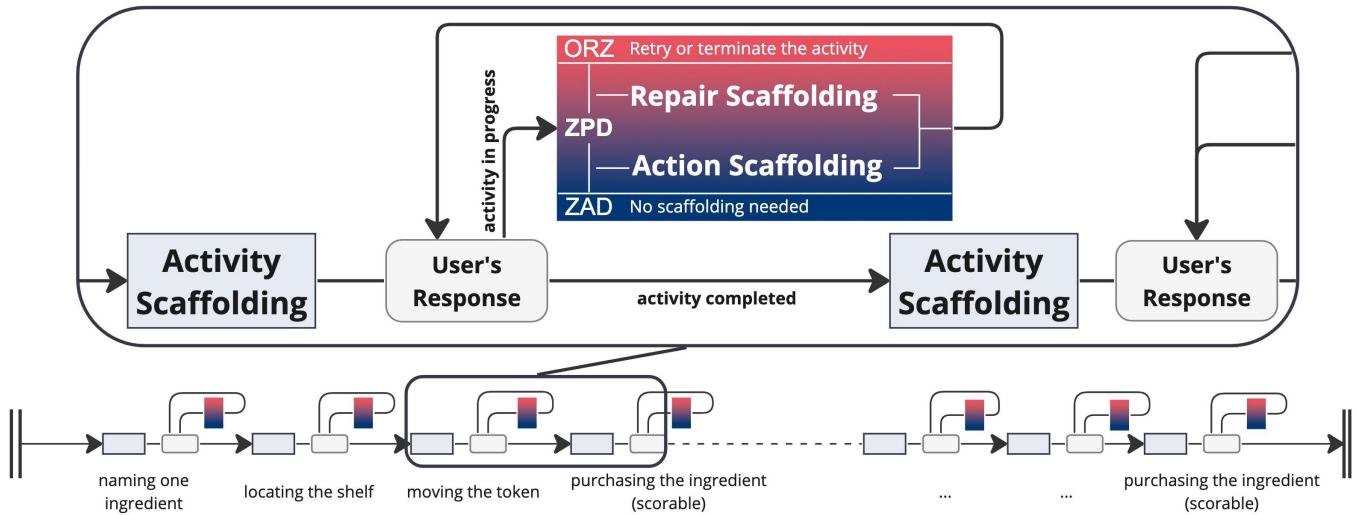 ORZ Retry or terminate the activity
activity in progress
Repair Scaffolding
ZPD
Action Scaffolding
ZAD No scaffolding needed
Activity
Scaffolding
User's
Response
activity completed
Activity
Scaffolding
User's
Response
naming one
ingredient
locating the shelf
moving the token
purchasing the ingredient
(scorable)
...
...
purchasing the ingredient
(scorable)